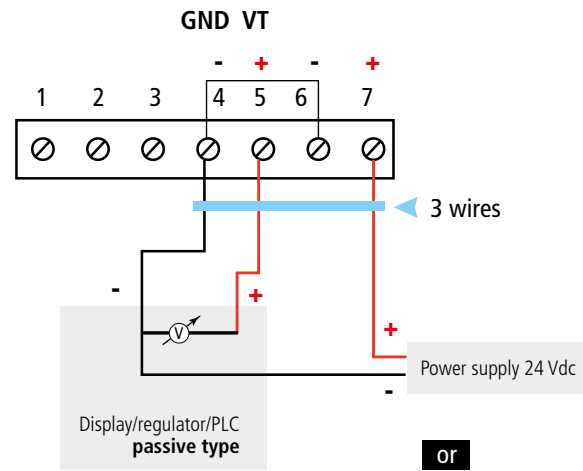 GND VT
- + - +
1 2 3 4 5 6 7
3 wires
- +
V
+
Power supply 24 Vdc
-
Display/regulator/PLC
passive type
or